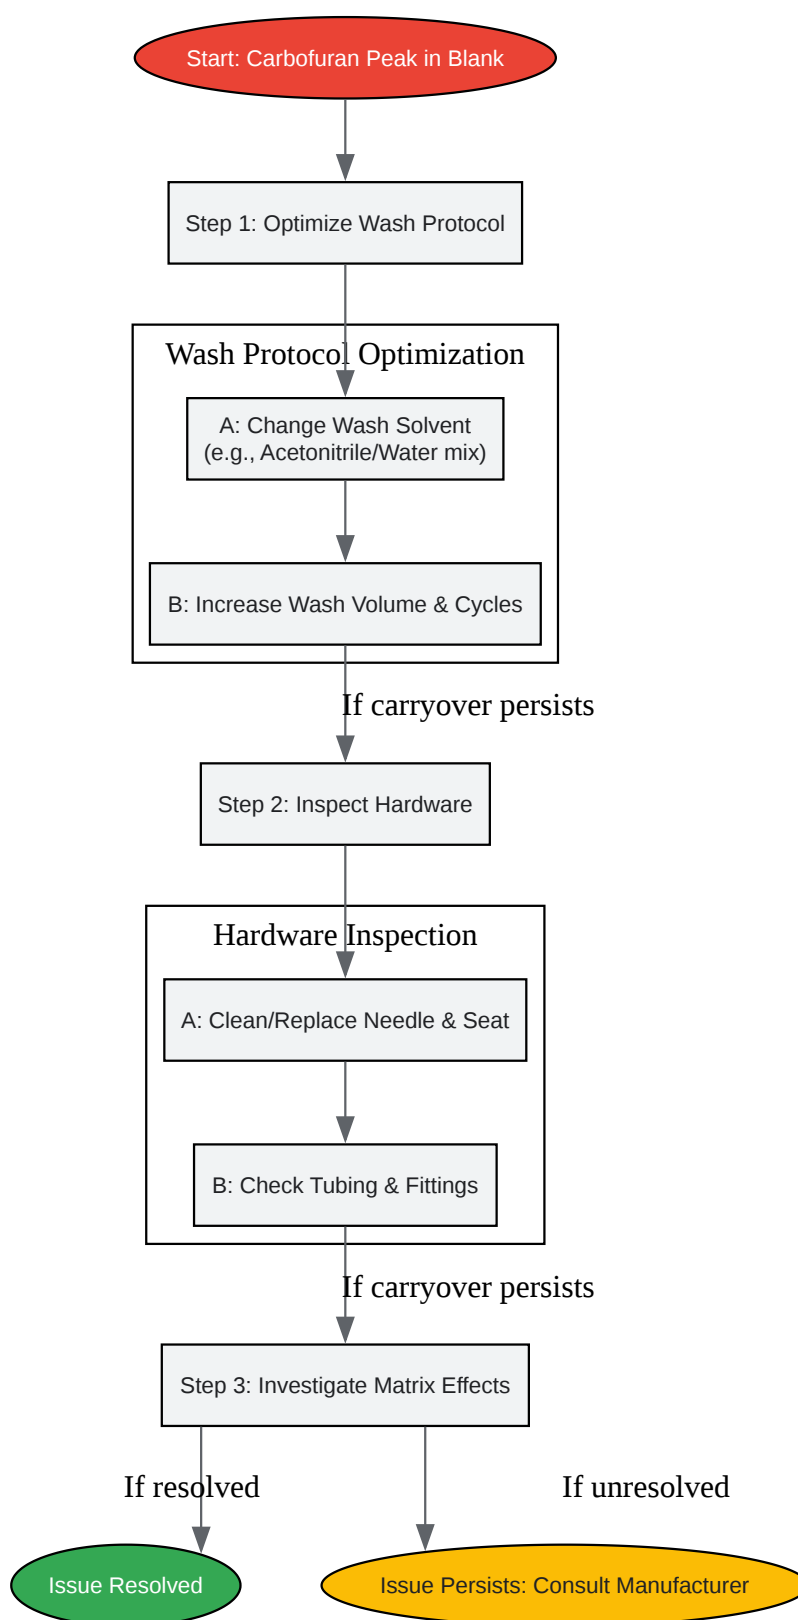 Start: Carbofuran Peak in Blank
Step 1: Optimize Wash Protocol
Wash Protocol Optimization
A: Change Wash Solvent
(e.g., Acetonitrile/Water mix)
B: Increase Wash Volume & Cycles
If carryover persists
Step 2: Inspect Hardware
Hardware Inspection
A: Clean/Replace Needle & Seat
B: Check Tubing & Fittings
If carryover persists
Step 3: Investigate Matrix Effects
If resolved
If unresolved
Issue Resolved
Issue Persists: Consult Manufacturer